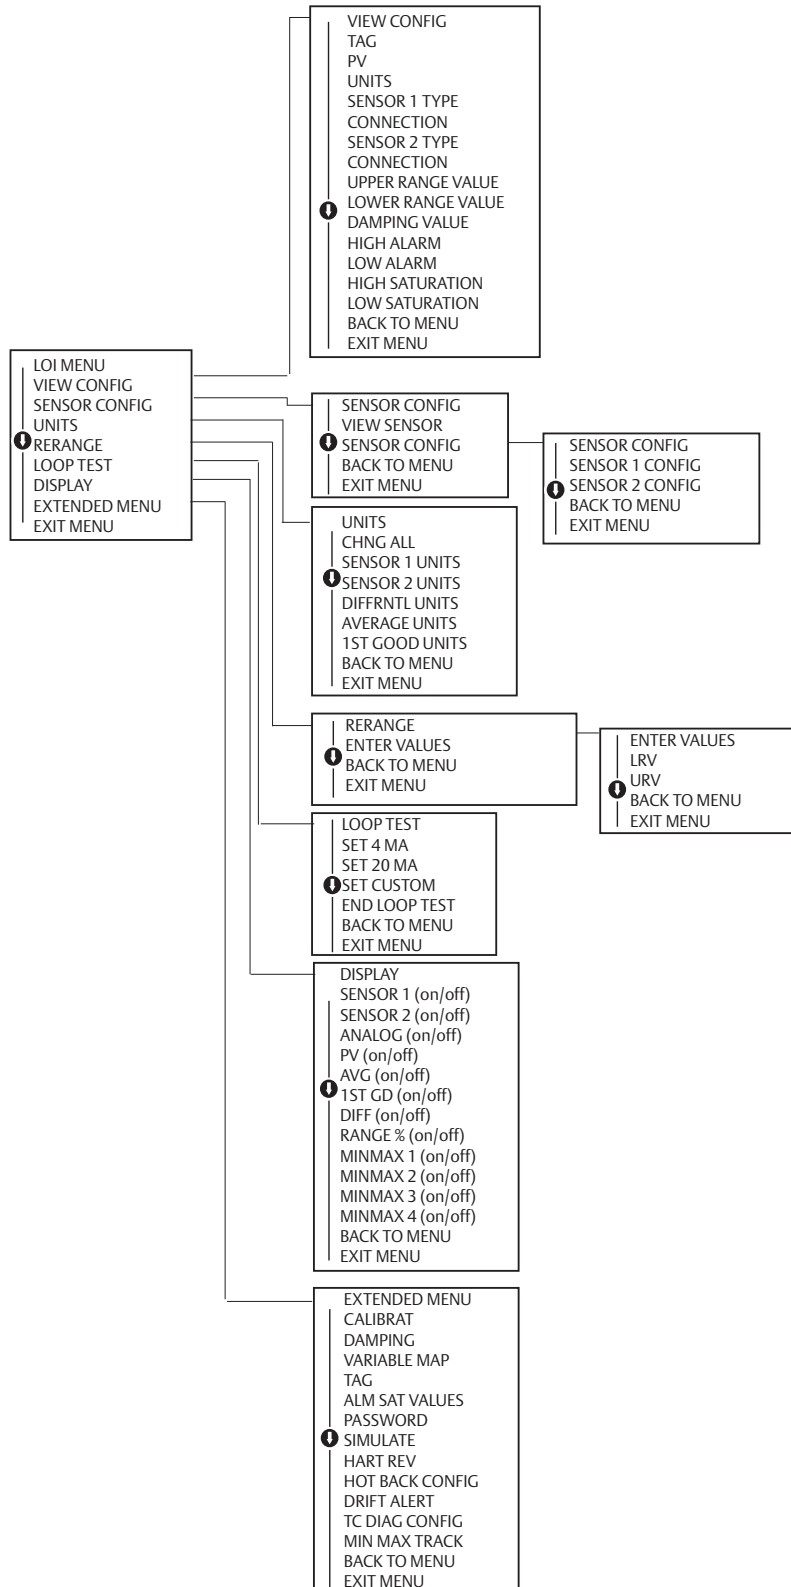 VIEW CONFIG
TAG
PV
UNITS
SENSOR 1 TYPE
CONNECTION
SENSOR 2 TYPE
CONNECTION
UPPER RANGE VALUE
LOWER RANGE VALUE
DAMPING VALUE
HIGH ALARM
LOW ALARM
HIGH SATURATION
LOW SATURATION
BACK TO MENU
EXIT MENU
LOI MENU
VIEW CONFIG
SENSOR CONFIG
UNITS
RERANGE
LOOP TEST
DISPLAY
EXTENDED MENU
EXIT MENU
SENSOR CONFIG
VIEW SENSOR
SENSOR CONFIG
BACK TO MENU
EXIT MENU
SENSOR CONFIG
SENSOR 1 CONFIG
SENSOR 2 CONFIG
BACK TO MENU
EXIT MENU
UNITS
CHNG ALL
SENSOR 1 UNITS
SENSOR 2 UNITS
DIFFRNTL UNITS
AVERAGE UNITS
1ST GOOD UNITS
BACK TO MENU
EXIT MENU
RERANGE
ENTER VALUES
BACK TO MENU
EXIT MENU
ENTER VALUES
LRV
URV
BACK TO MENU
EXIT MENU
LOOP TEST
SET 4 MA
SET 20 MA
SET CUSTOM
END LOOP TEST
BACK TO MENU
EXIT MENU
DISPLAY
SENSOR 1 (on/off)
SENSOR 2 (on/off)
ANALOG (on/off)
PV (on/off)
AVG (on/off)
1ST GD (on/off)
DIFF (on/off)
RANGE % (on/off)
MINMAX 1 (on/off)
MINMAX 2 (on/off)
MINMAX 3 (on/off)
MINMAX 4 (on/off)
BACK TO MENU
EXIT MENU
EXTENDED MENU
CALIBRAT
DAMPING
VARIABLE MAP
TAG
ALM SAT VALUES
PASSWORD
SIMULATE
HART REV
HOT BACK CONFIG
DRIFT ALERT
TC DIAG CONFIG
MIN MAX TRACK
BACK TO MENU
EXIT MENU